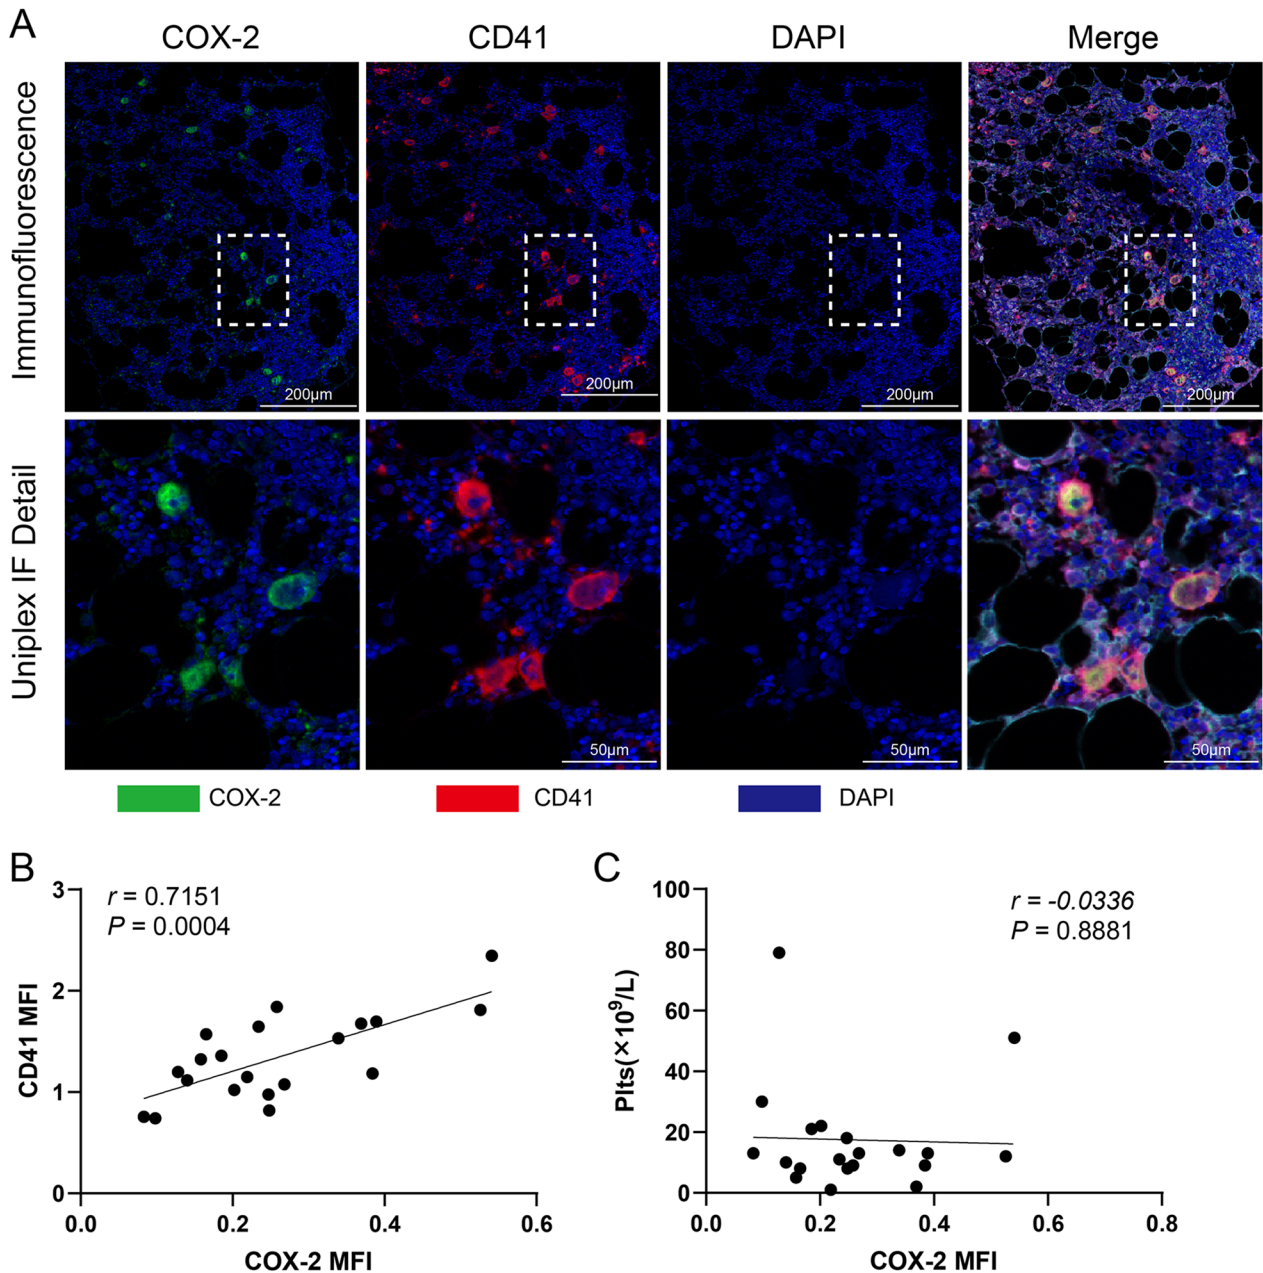 A
COX-2 CD41 DAPI Merge
Immunofluorescence
200μm 200μm 200μm 200μm
Uniplex IF Detail
50μm 50μm 50μm
COX-2 CD41 DAPI
B
r = 0.7151
P = 0.0004
3
2
1
0
CD41 MFI
0.0 0.2 0.4 0.6
COX-2 MFI
C
r = -0.0336
P = 0.8881
100
80
60
40
20
0
Plts(×10⁹/L)
0.0 0.2 0.4 0.6 0.8
COX-2 MFI